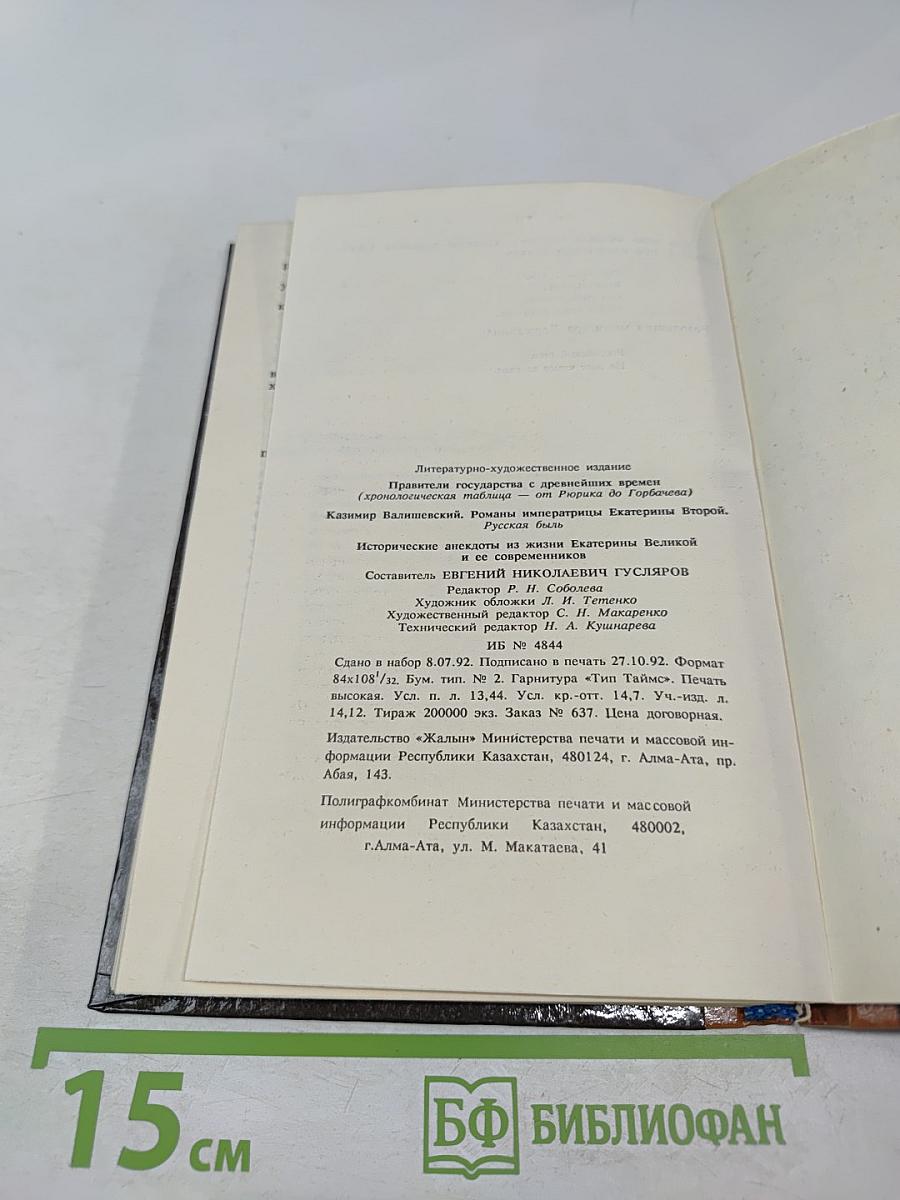 Литературно-художественное издание
Правители государства с древнейших времен
(хронологическая таблица — от Рюрика до Горбачева)
Казимир Валишевский. Романы императрицы Екатерины Второй.
Русская быль
Исторические анекдоты из жизни Екатерины Великой
и ее современников
Составитель ЕВГЕНИЙ НИКОЛАЕВИЧ ГУСЛЯРОВ
Редактор Р. Н. Соболева
Художник обложки Л. И. Тетенко
Художественный редактор С. Н. Макаренко
Технический редактор Н. А. Кушнарева
ИБ № 4844
Сдано в набор 8.07.92. Подписано в печать 27.10.92. Формат
84х108¹/₃₂. Бум. тип. № 2. Гарнитура «Тип Таймс». Печать
высокая. Усл. п. л. 13,44. Усл. кр.-отт. 14,7. Уч.-изд. л.
14,12. Тираж 200000 экз. Заказ № 637. Цена договорная.
Издательство «Жалын» Министерства печати и массовой ин-
формации Республики Казахстан, 480124, г. Алма-Ата, пр.
Абая, 143.
Полиграфкомбинат Министерства печати и массовой
информации Республики Казахстан, 480002,
г.Алма-Ата, ул. М. Макатаева, 41
15 см
БФ БИБЛИОФАН